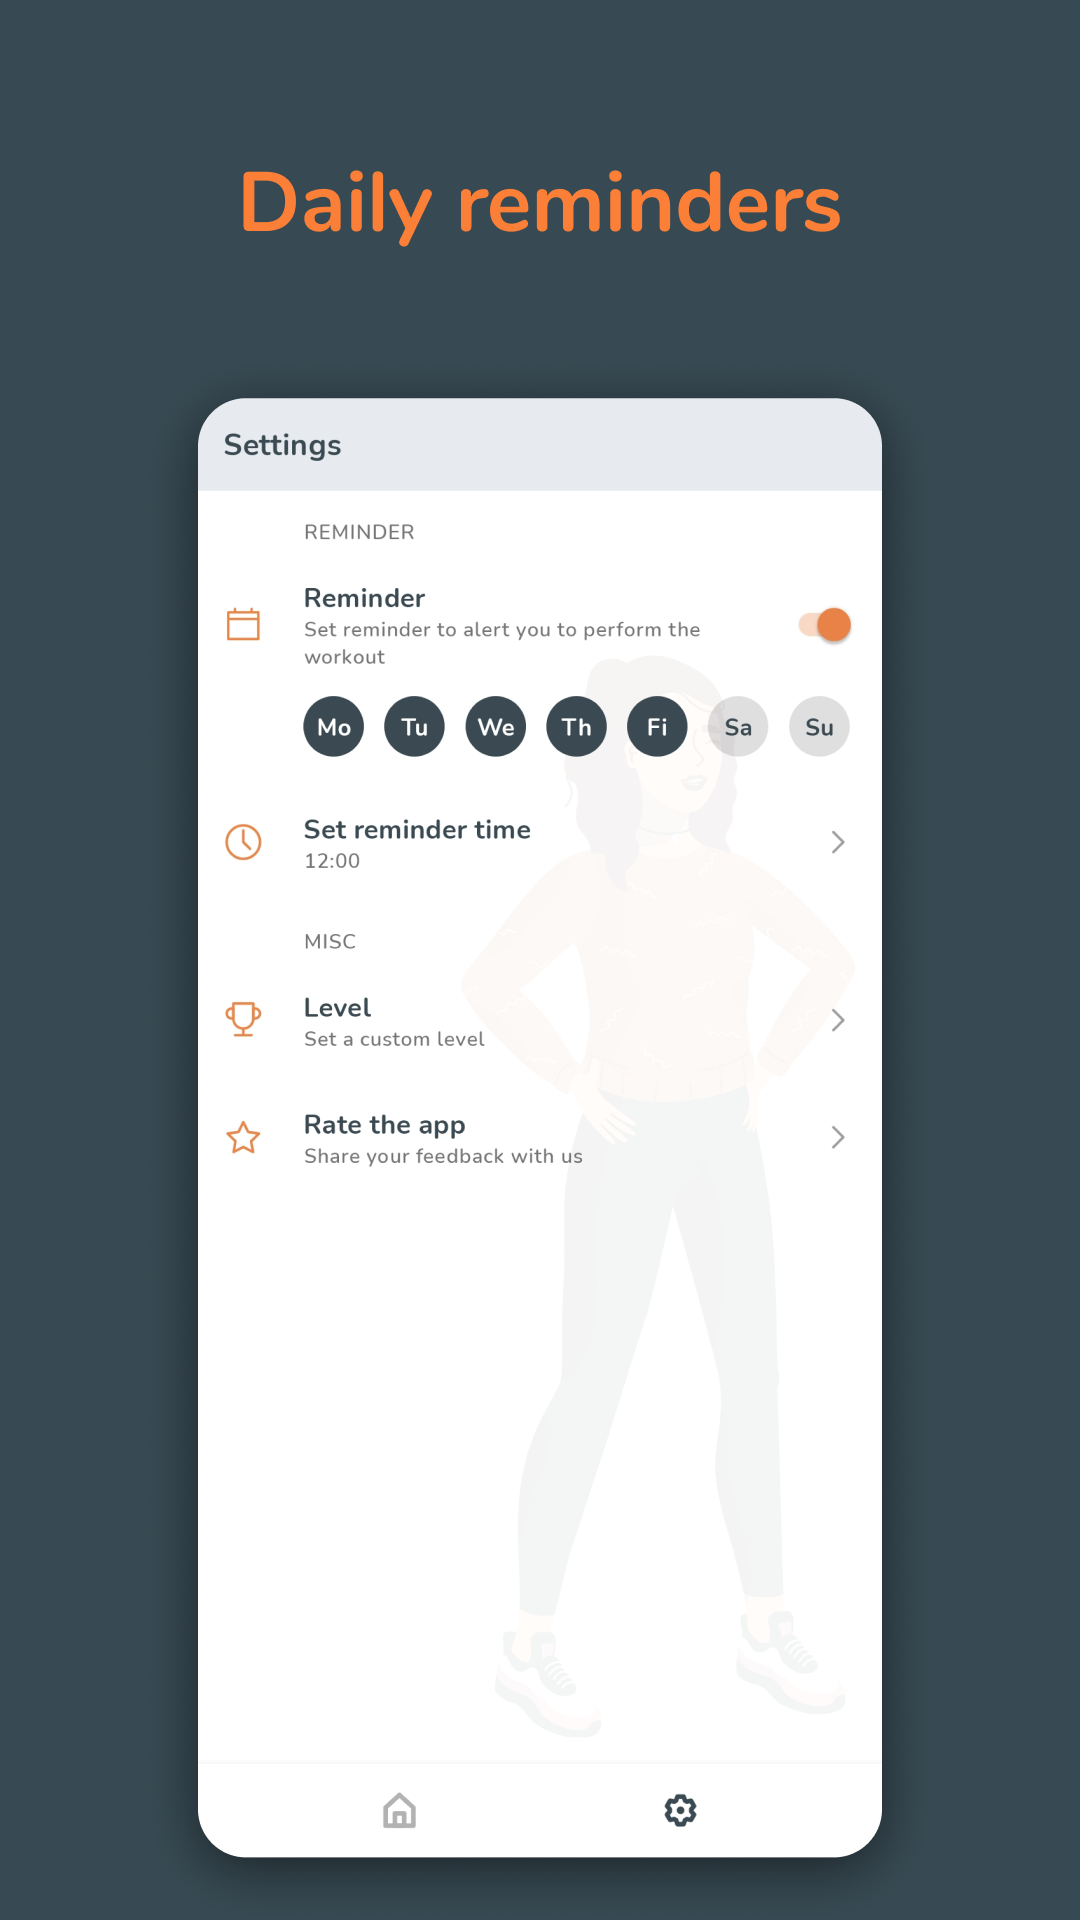 Daily reminders
Settings
REMINDER
Reminder
Set reminder to alert you to perform the
workout
Mo Tu We Th Fi Sa Su
Set reminder time
12:00
MISC
Level
Set a custom level
Rate the app
Share your feedback with us